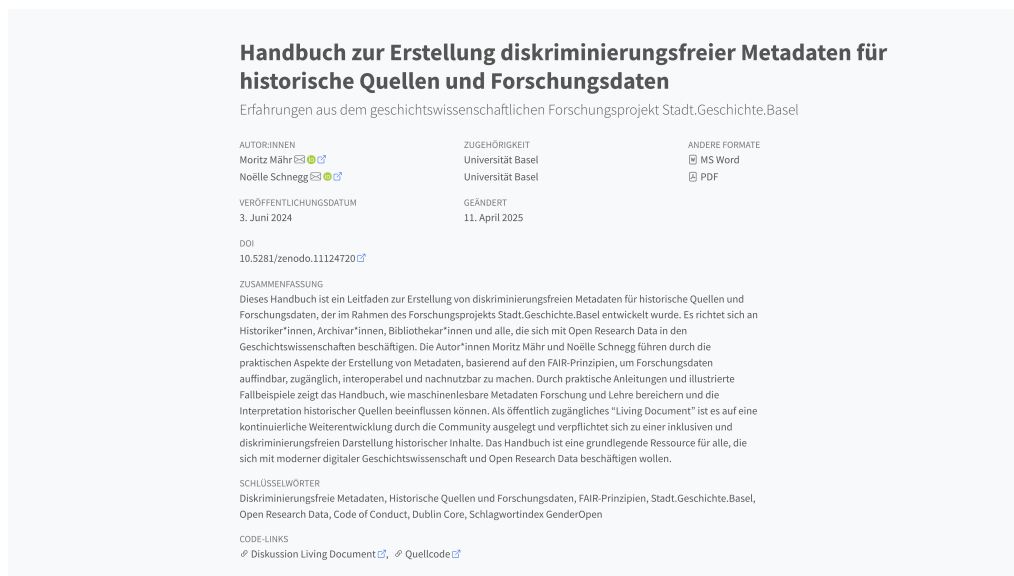 Handbuch zur Erstellung diskriminierungsfreier Metadaten für
historische Quellen und Forschungsdaten
Erfahrungen aus dem geschichtswissenschaftlichen Forschungsprojekt Stadt.Geschichte.Basel
AUTOR:INNEN ZUGEHÖRIGKEIT ANDERE FORMATE
Moritz Mähr Universität Basel MS Word
Noëlle Schnegg Universität Basel PDF
VERÖFFENTLICHUNGSDATUM GEÄNDERT
3. Juni 2024 11. April 2025
DOI
10.5281/zenodo.11124720
ZUSAMMENFASSUNG
Dieses Handbuch ist ein Leitfaden zur Erstellung von diskriminierungsfreien Metadaten für historische Quellen und
Forschungsdaten, der im Rahmen des Forschungsprojekts Stadt.Geschichte.Basel entwickelt wurde. Es richtet sich an
Historiker*innen, Archivar*innen, Bibliothekar*innen und alle, die sich mit Open Research Data in den
Geschichtswissenschaften beschäftigen. Die Autor*innen Moritz Mähr und Noëlle Schnegg führen durch die
praktischen Aspekte der Erstellung von Metadaten, basierend auf den FAIR-Prinzipien, um Forschungsdaten
auffindbar, zugänglich, interoperabel und nachnutzbar zu machen. Durch praktische Anleitungen und illustrierte
Fallbeispiele zeigt das Handbuch, wie maschinenlesbare Metadaten Forschung und Lehre bereichern und die
Interpretation historischer Quellen beeinflussen können. Als öffentlich zugängliches “Living Document” ist es auf eine
kontinuierliche Weiterentwicklung durch die Community ausgelegt und verpflichtet sich zu einer inklusiven und
diskriminierungsfreien Darstellung historischer Inhalte. Das Handbuch ist eine grundlegende Ressource für alle, die
sich mit moderner digitaler Geschichtswissenschaft und Open Research Data beschäftigen wollen.
SCHLÜSSELWÖRTER
Diskriminierungsfreie Metadaten, Historische Quellen und Forschungsdaten, FAIR-Prinzipien, Stadt.Geschichte.Basel,
Open Research Data, Code of Conduct, Dublin Core, Schlagwortindex GenderOpen
CODE-LINKS
Diskussion Living Document, Quellcode